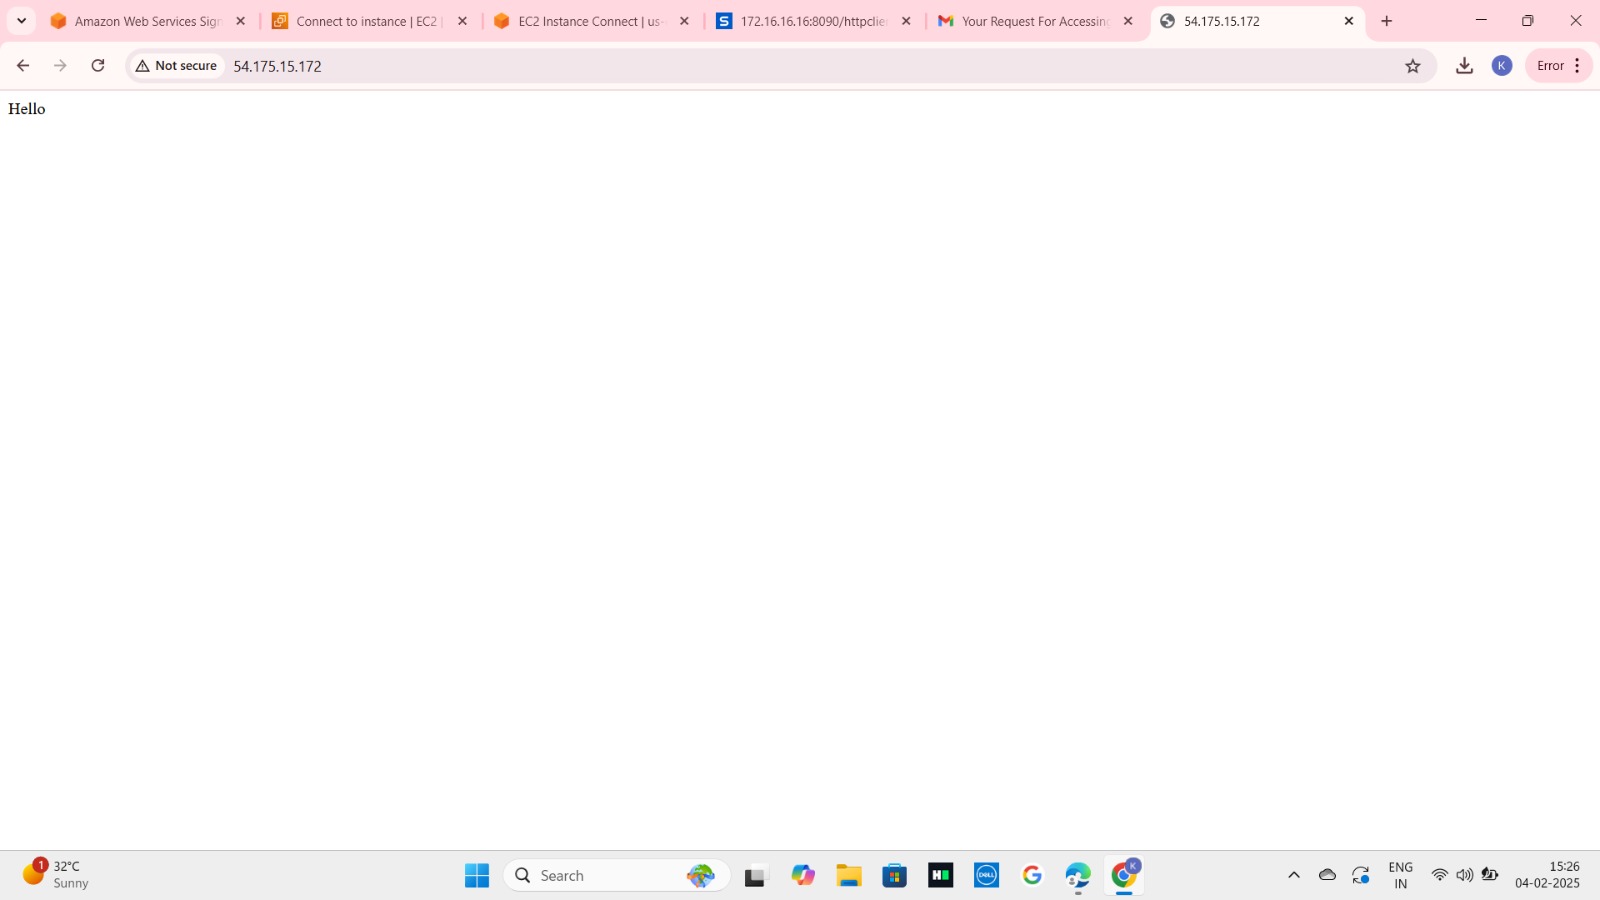 Amazon Web Services Sign
Connect to instance | EC2 |
EC2 Instance Connect | us-
S 172.16.16.16:8090/httpclie
Your Request For Accessing
54.175.15.172
Not secure 54.175.15.172
K
Error
Hello
1
32°C
Sunny
Search
H
DELL
G
K
ENG
IN
15:26
04-02-2025